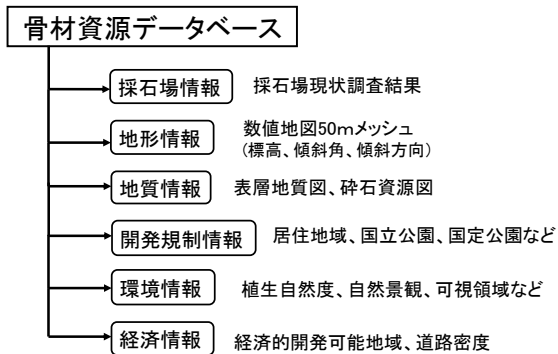 骨材資源データベース
採石場情報 採石場現状調査結果
地形情報 数値地図50mメッシュ
(標高、傾斜角、傾斜方向)
地質情報 表層地質図、砕石資源図
開発規制情報 居住地域、国立公園、国定公園など
環境情報 植生自然度、自然景観、可視領域など
経済情報 経済的開発可能地域、道路密度